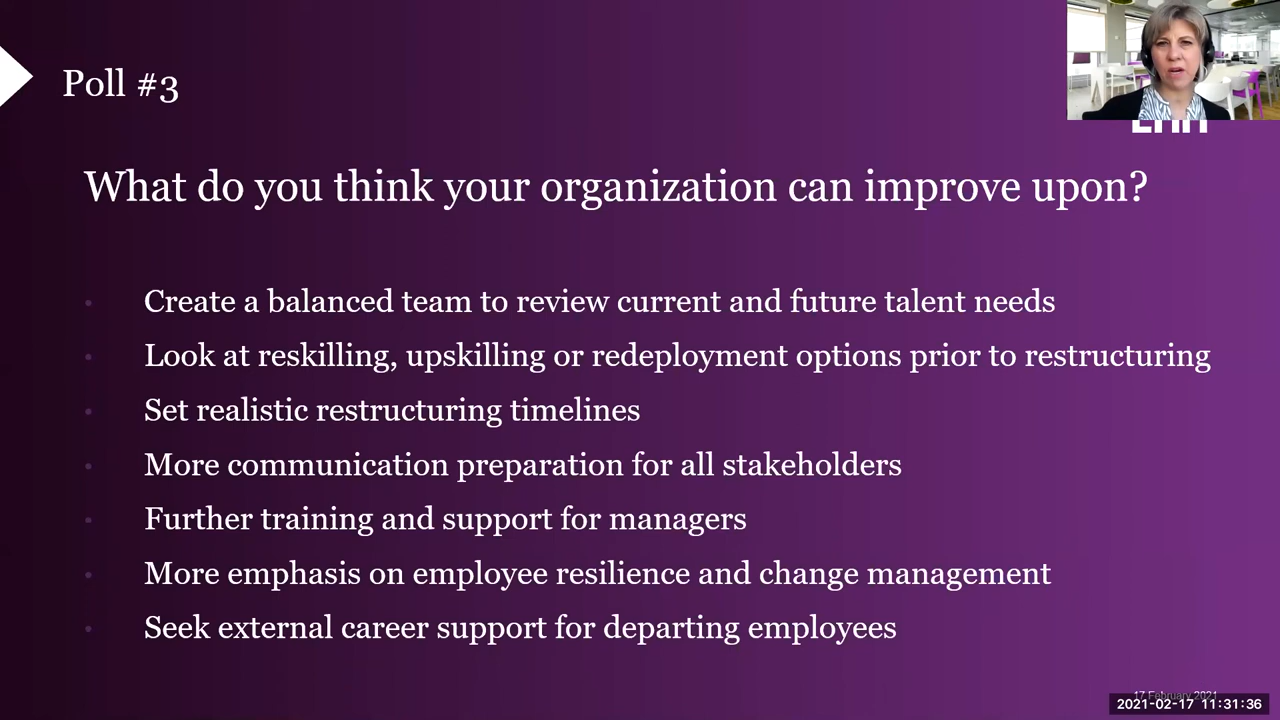 Poll #3
What do you think your organization can improve upon?
Create a balanced team to review current and future talent needs
Look at reskilling, upskilling or redeployment options prior to restructuring
Set realistic restructuring timelines
More communication preparation for all stakeholders
Further training and support for managers
More emphasis on employee resilience and change management
Seek external career support for departing employees
17 February 2021
2021-02-17 11:31:36